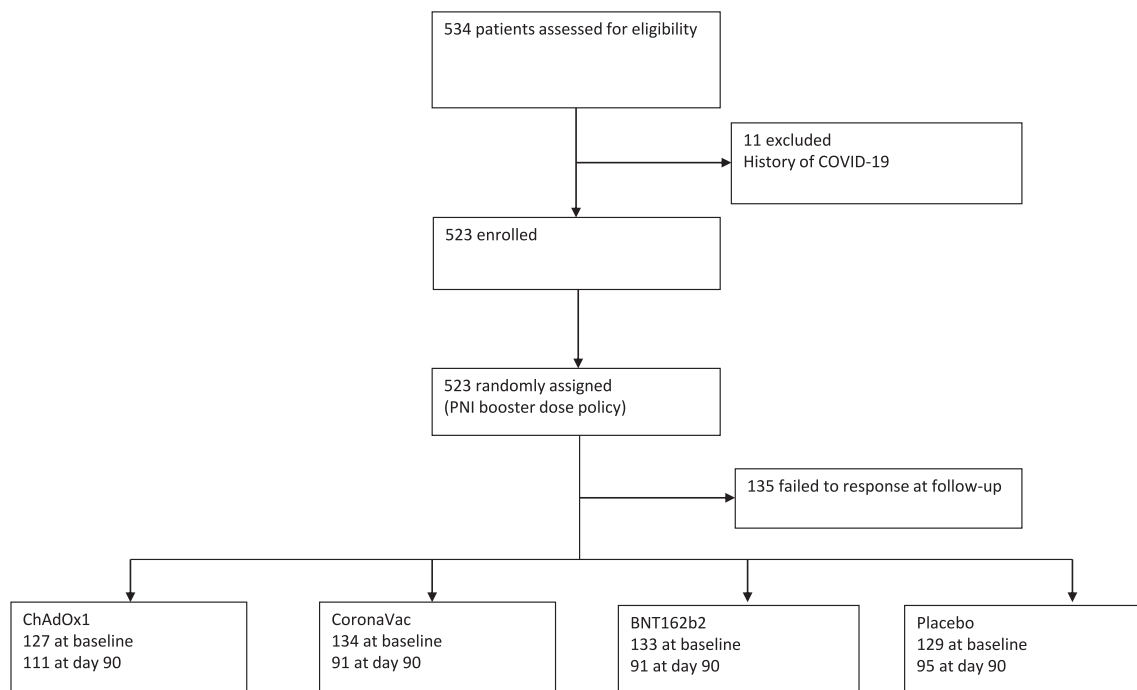 534 patients assessed for eligibility
11 excluded
History of COVID-19
523 enrolled
523 randomly assigned
(PNI booster dose policy)
135 failed to response at follow-up
ChAdOx1
127 at baseline
111 at day 90
CoronaVac
134 at baseline
91 at day 90
BNT162b2
133 at baseline
91 at day 90
Placebo
129 at baseline
95 at day 90